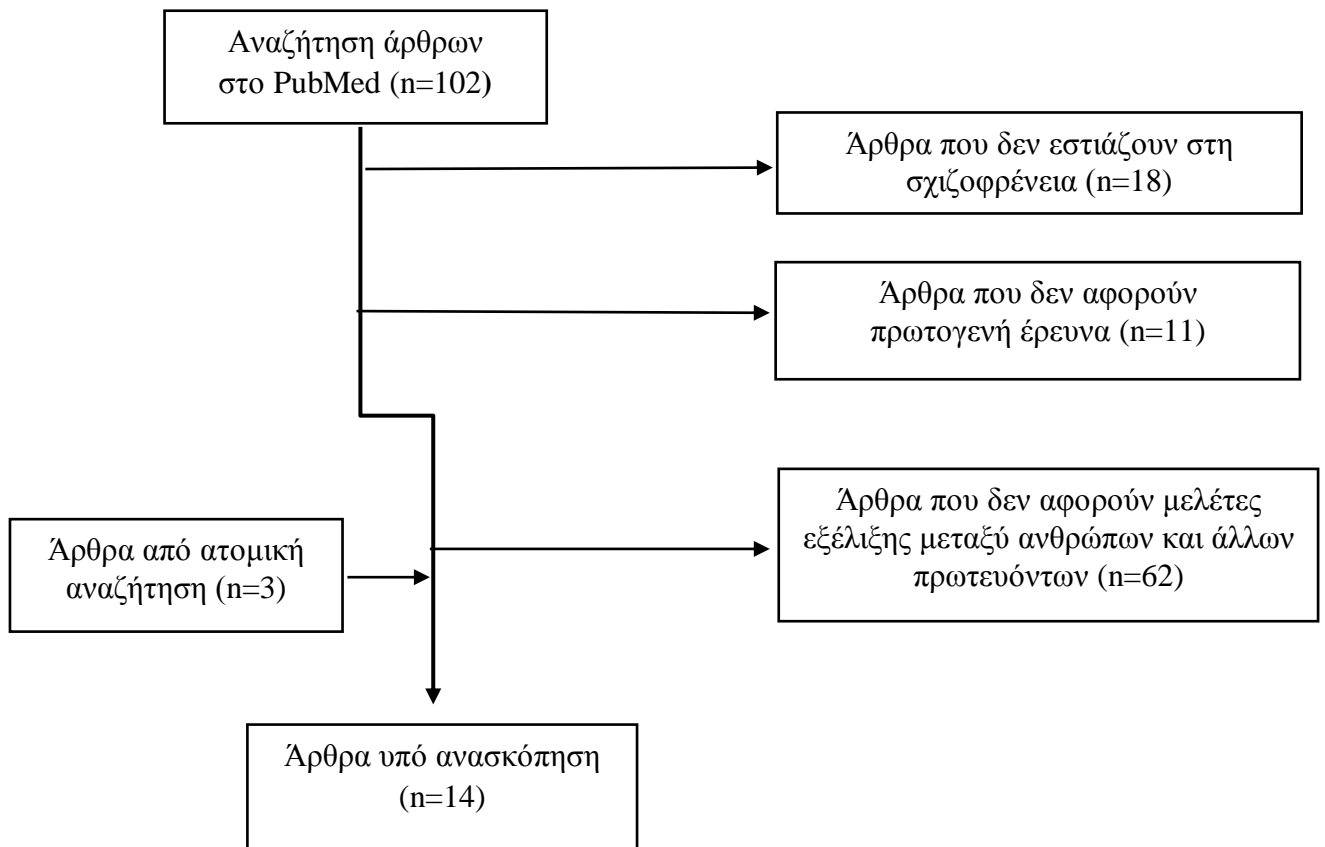 Αναζήτηση άρθρων
στο PubMed (n=102)
Άρθρα που δεν εστιάζουν στη
σχιζοφρένεια (n=18)
Άρθρα που δεν αφορούν
πρωτογενή έρευνα (n=11)
Άρθρα που δεν αφορούν μελέτες
εξέλιξης μεταξύ ανθρώπων και άλλων
πρωτευόντων (n=62)
Άρθρα από ατομική
αναζήτηση (n=3)
Άρθρα υπό ανασκόπηση
(n=14)